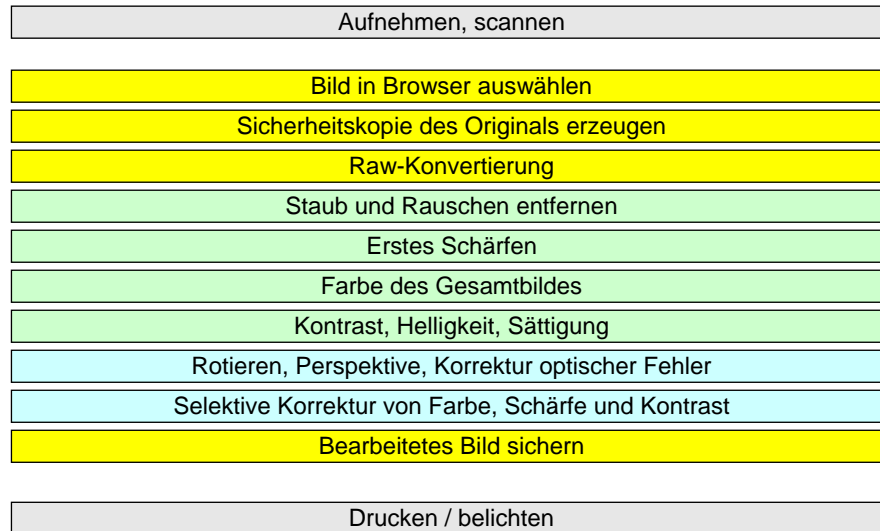 Aufnehmen, scannen
Bild in Browser auswählen
Sicherheitskopie des Originals erzeugen
Raw-Konvertierung
Staub und Rauschen entfernen
Erstes Schärfen
Farbe des Gesamtbildes
Kontrast, Helligkeit, Sättigung
Rotieren, Perspektive, Korrektur optischer Fehler
Selektive Korrektur von Farbe, Schärfe und Kontrast
Bearbeitetes Bild sichern
Drucken / belichten